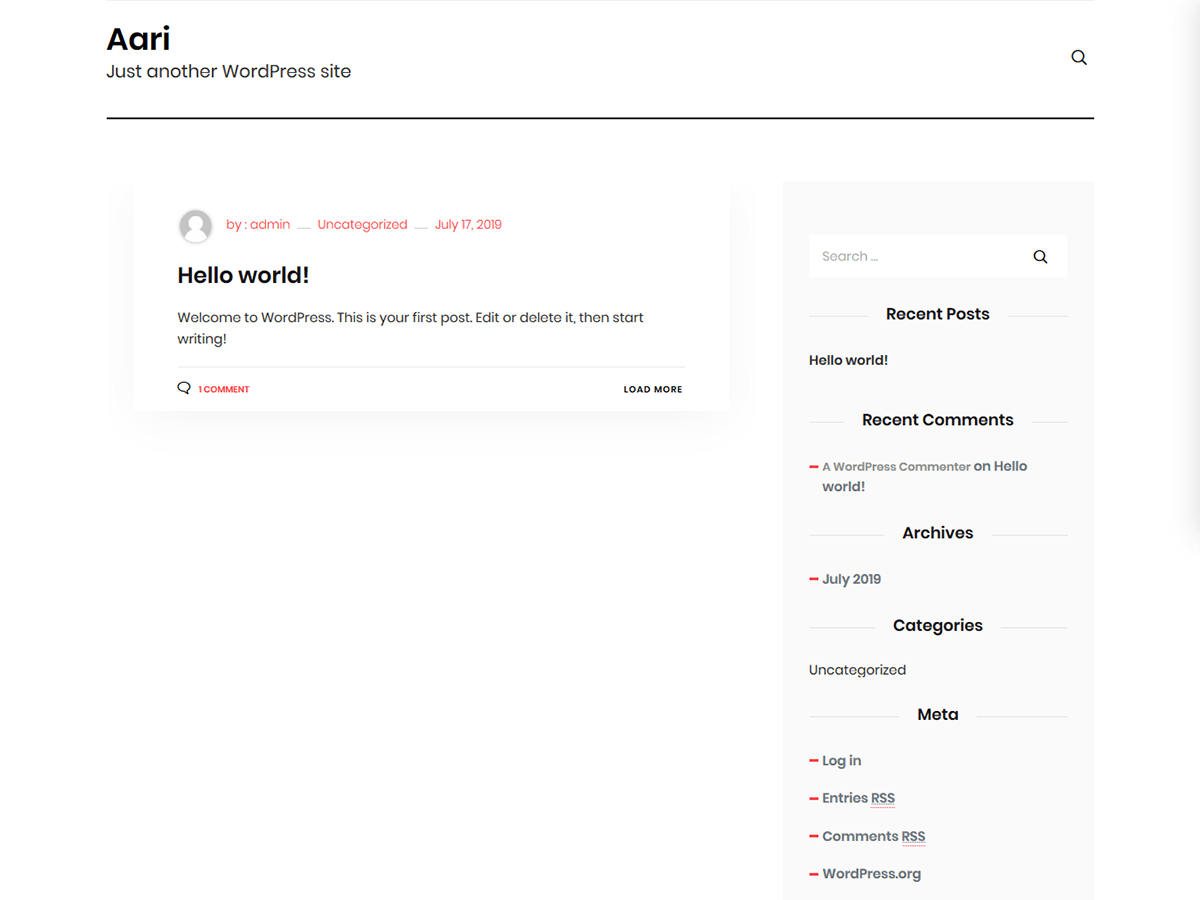 Aari
Just another WordPress site
by : admin
Uncategorized
July 17, 2019
Hello world!
Welcome to WordPress. This is your first post. Edit or delete it, then start
writing!
1 COMMENT
LOAD MORE
Search ...
Recent Posts
Hello world!
Recent Comments
A WordPress Commenter on Hello
world!
Archives
July 2019
Categories
Uncategorized
Meta
Log in
Entries RSS
Comments RSS
WordPress.org